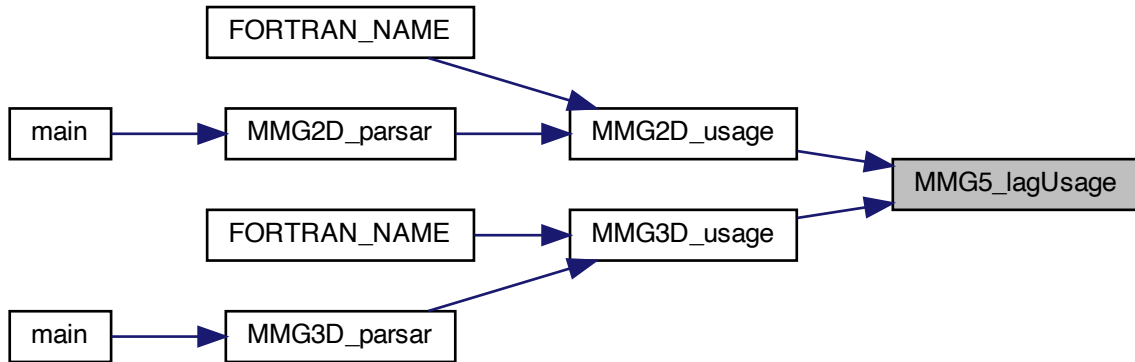 FORTRAN_NAME
main
MMG2D_parsar
MMG2D_usage
MMG5_lagUsage
FORTRAN_NAME
MMG3D_usage
main
MMG3D_parsar